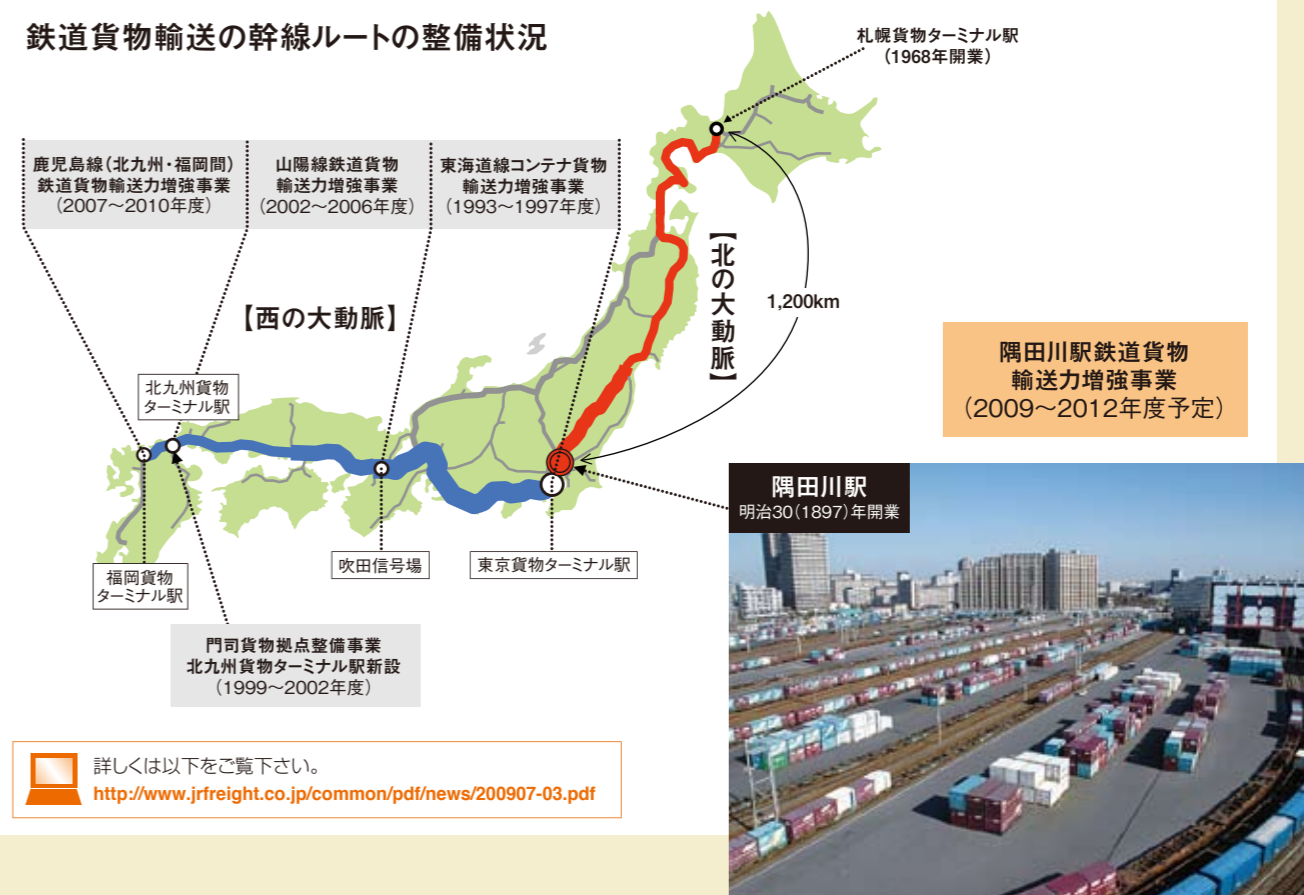 鉄道貨物輸送の幹線ルートの整備状況
札幌貨物ターミナル駅
（1968年開業）
鹿児島線（北九州・福岡間）
鉄道貨物輸送力増強事業
（2007〜2010年度）
山陽線鉄道貨物
輸送力増強事業
（2002〜2006年度）
東海道線コンテナ貨物
輸送力増強事業
（1993〜1997年度）
【北の大動脈】
1,200km
【西の大動脈】
隅田川駅鉄道貨物
輸送力増強事業
（2009〜2012年度予定）
北九州貨物
ターミナル駅
隅田川駅
明治30（1897）年開業
福岡貨物
ターミナル駅
吹田信号場
東京貨物ターミナル駅
門司貨物拠点整備事業
北九州貨物ターミナル駅新設
（1999〜2002年度）
詳しくは以下をご覧下さい。
http://www.jrfreight.co.jp/common/pdf/news/200907-03.pdf